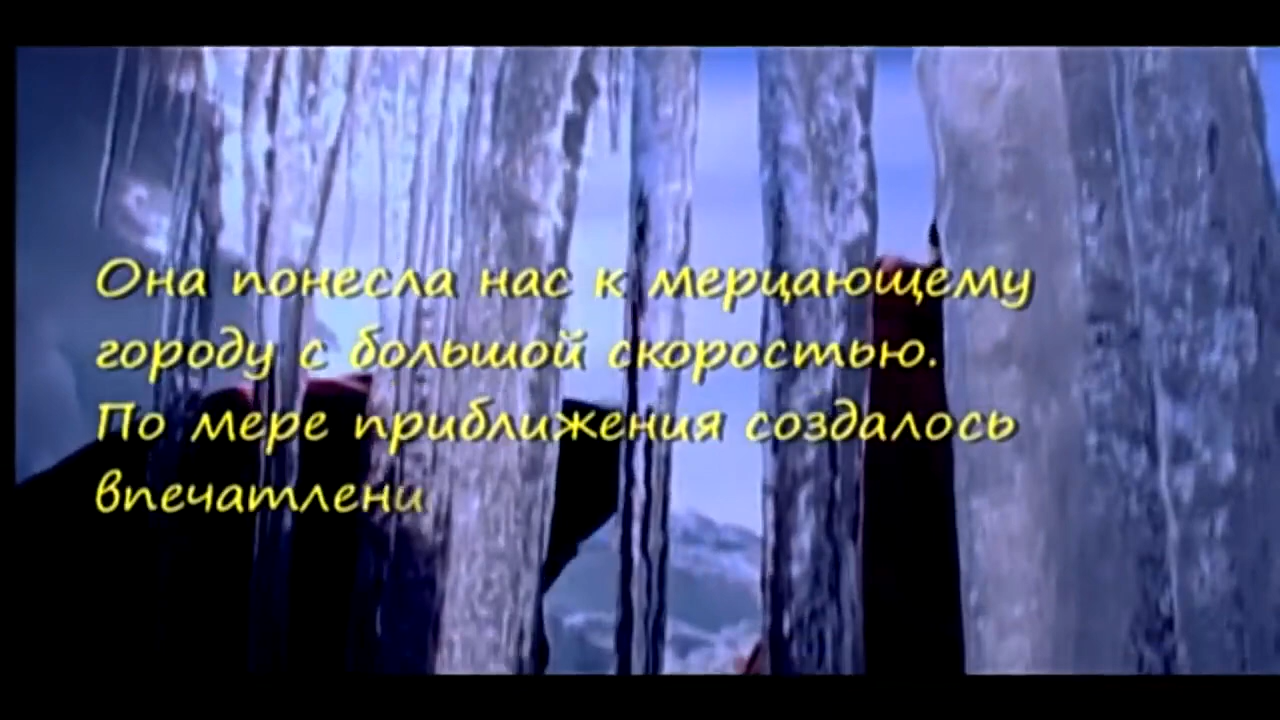 Она понесла нас к мерцающему
городу с большой скоростью.
По мере приближения создалось
впечатлени